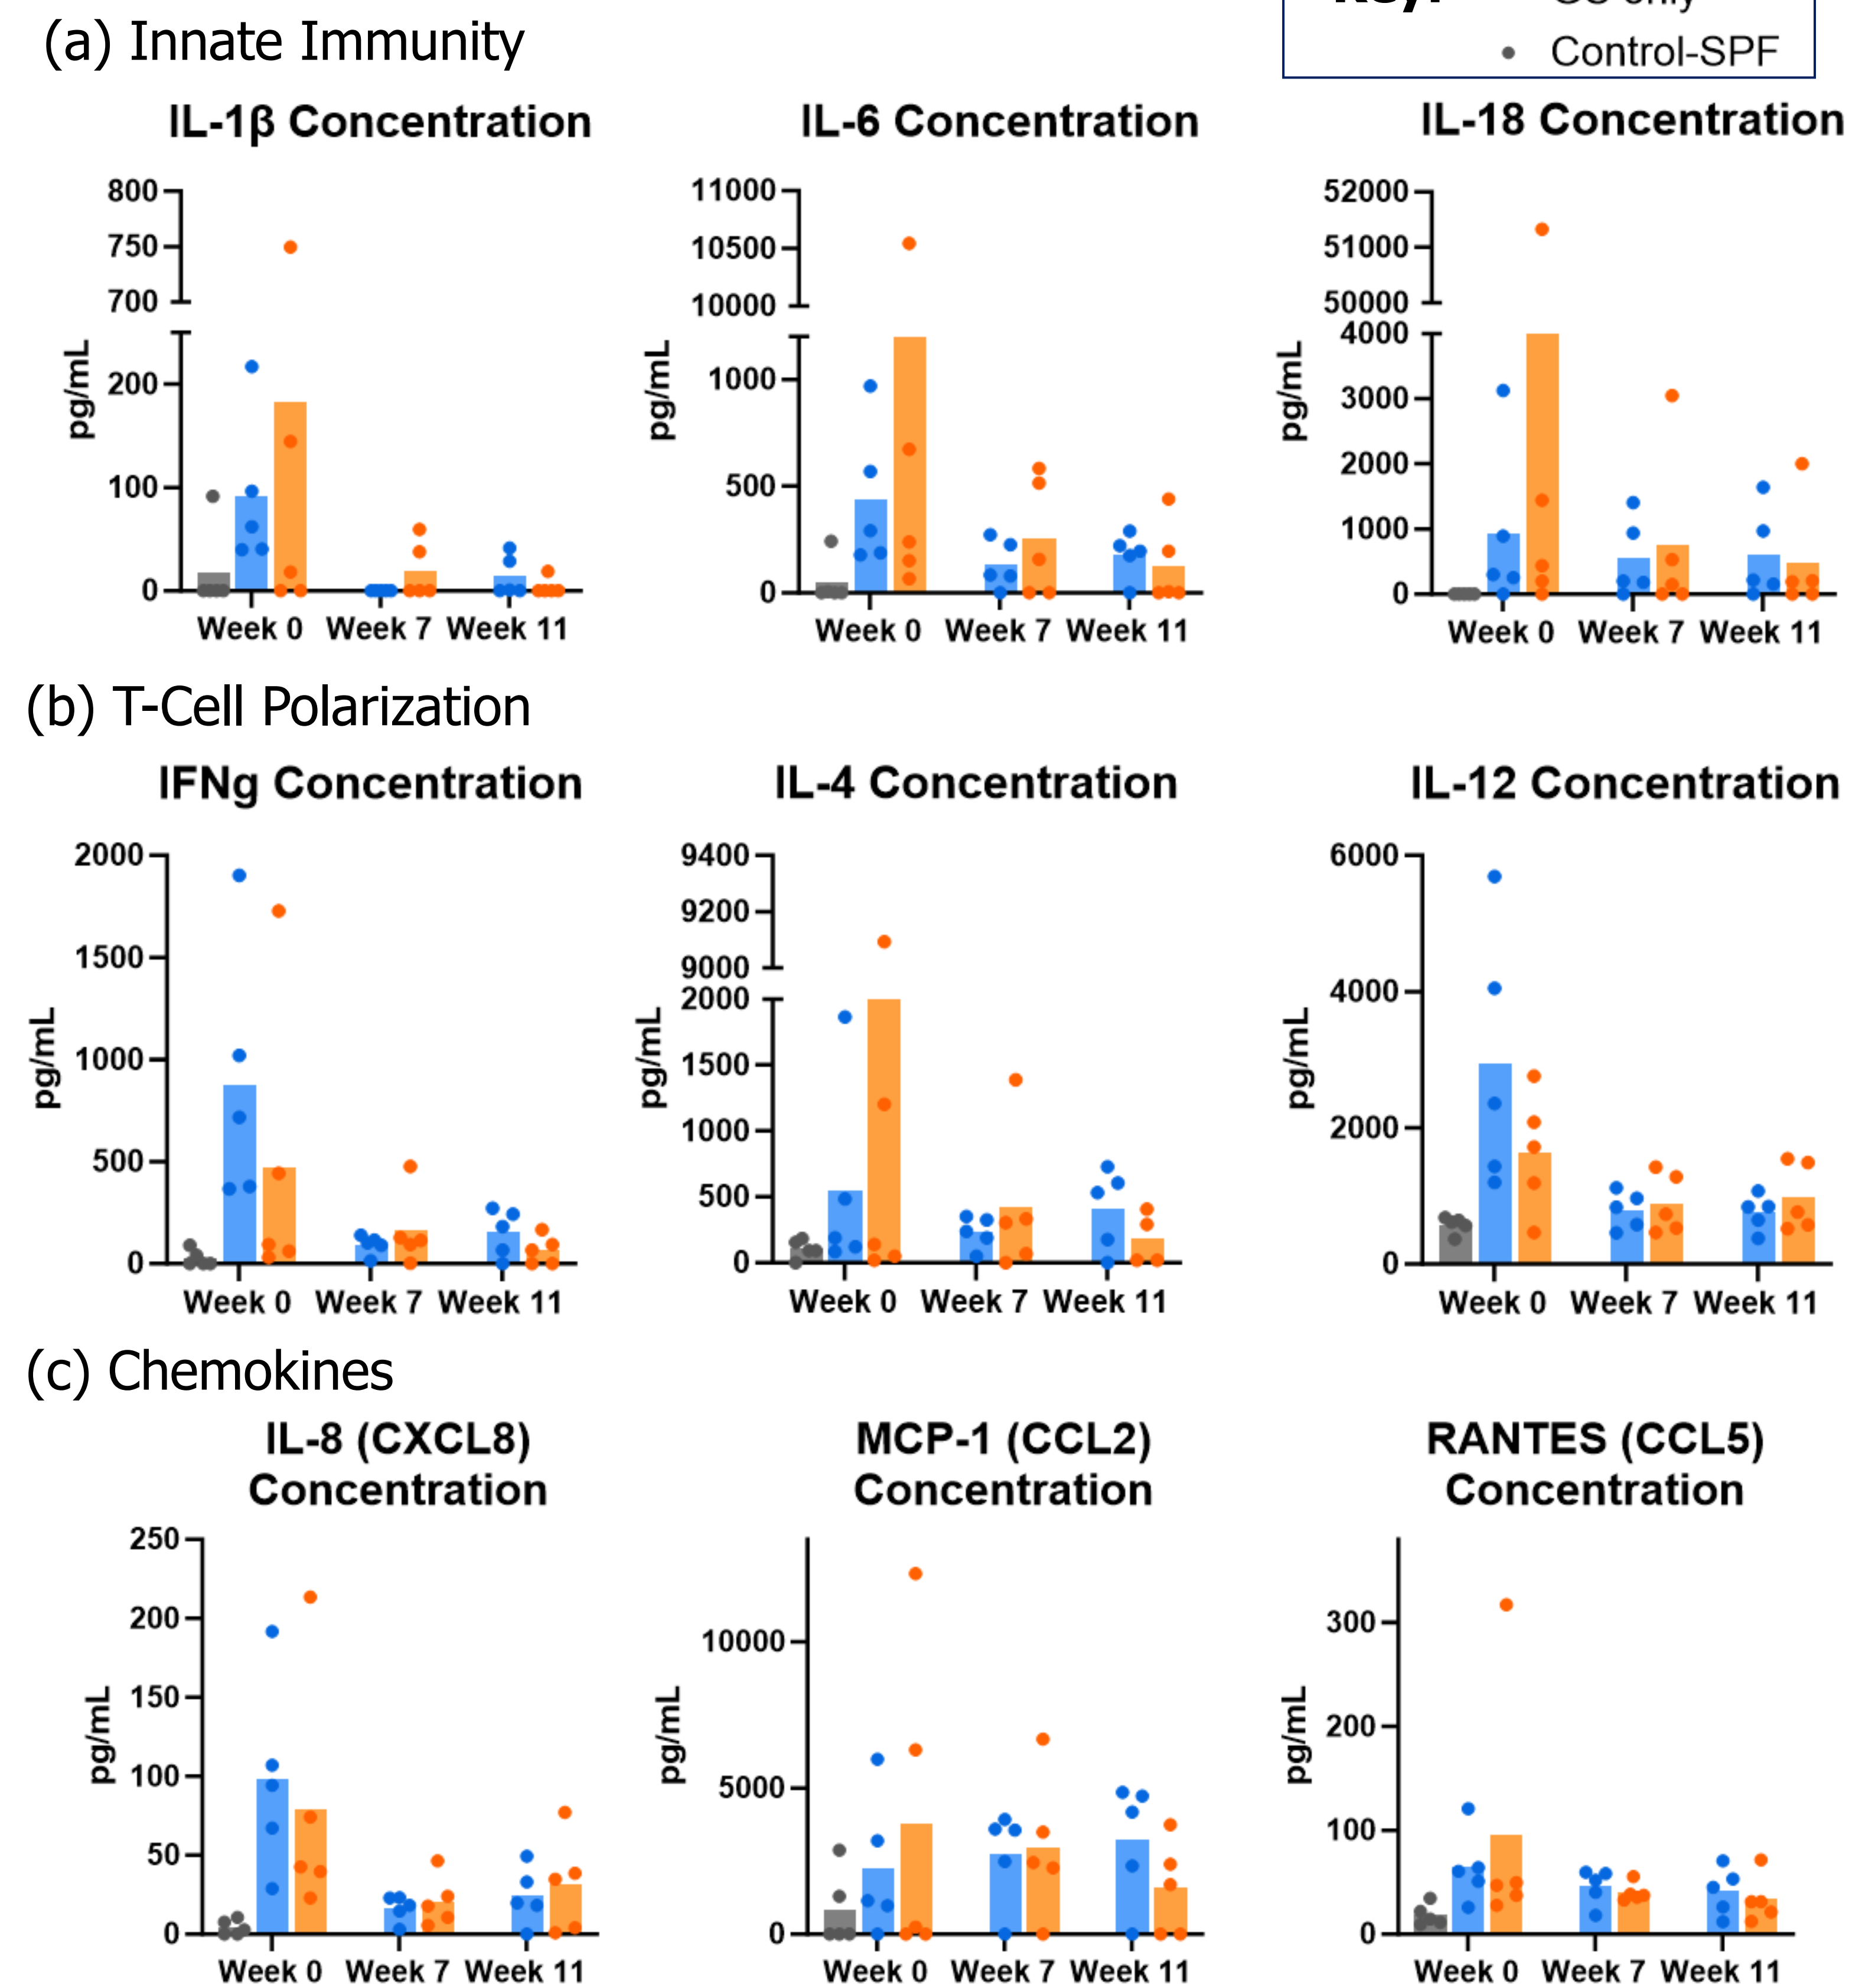 (a) Innate Immunity
Control-SPF
IL-1β Concentration
800
750
700
200
100
0
pg/mL
Week 0 Week 7 Week 11
IL-6 Concentration
11000
10500
10000
1000
500
0
pg/mL
Week 0 Week 7 Week 11
IL-18 Concentration
52000
51000
50000
4000
3000
2000
1000
0
pg/mL
Week 0 Week 7 Week 11
(b) T-Cell Polarization
IFNg Concentration
2000
1500
1000
500
0
pg/mL
Week 0 Week 7 Week 11
IL-4 Concentration
9400
9200
9000
2000
1500
1000
500
0
pg/mL
Week 0 Week 7 Week 11
IL-12 Concentration
6000
4000
2000
0
pg/mL
Week 0 Week 7 Week 11
(c) Chemokines
IL-8 (CXCL8)
Concentration
250
200
150
100
50
0
pg/mL
Week 0 Week 7 Week 11
MCP-1 (CCL2)
Concentration
10000
5000
0
pg/mL
Week 0 Week 7 Week 11
RANTES (CCL5)
Concentration
300
200
100
0
pg/mL
Week 0 Week 7 Week 11